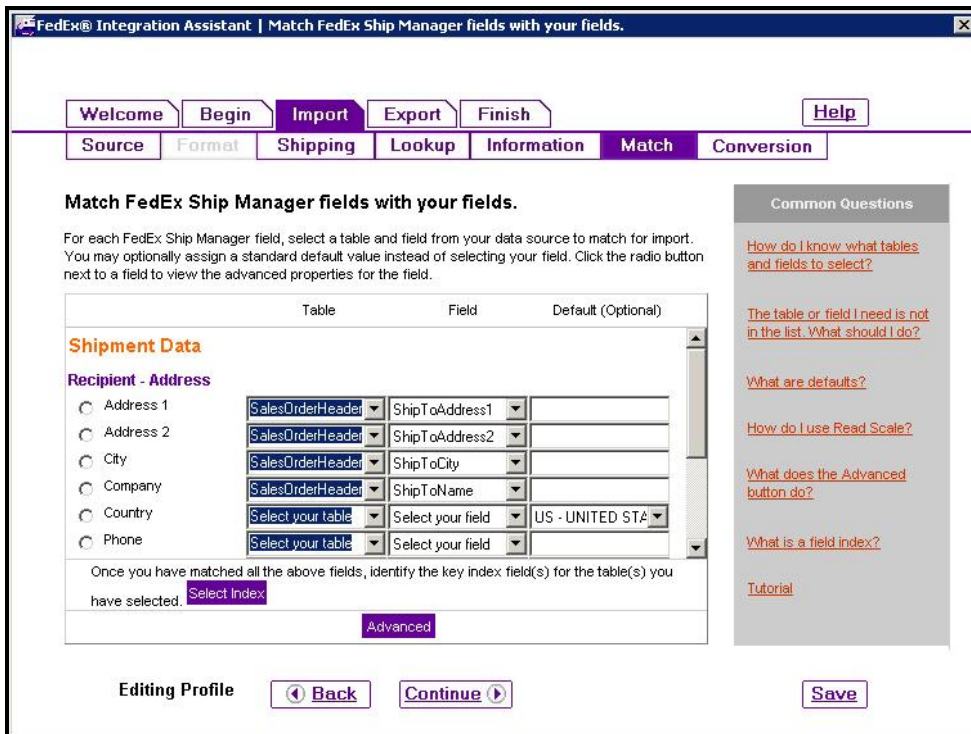 FedEx® Integration Assistant | Match FedEx Ship Manager fields with your fields.
Welcome Begin Import Export Finish Help
Source Format Shipping Lookup Information Match Conversion
Match FedEx Ship Manager fields with your fields.
For each FedEx Ship Manager field, select a table and field from your data source to match for import.
You may optionally assign a standard default value instead of selecting your field. Click the radio button
next to a field to view the advanced properties for the field.
Table Field Default (Optional)
Shipment Data
Recipient - Address
Address 1 SalesOrderHeader ShipToAddress1
Address 2 SalesOrderHeader ShipToAddress2
City SalesOrderHeader ShipToCity
Company SalesOrderHeader ShipToName
Country Select your table Select your field US - UNITED STA
Phone Select your table Select your field
Once you have matched all the above fields, identify the key index field(s) for the table(s) you
have selected. Select Index
Advanced
Common Questions
How do I know what tables
and fields to select?
The table or field I need is not
in the list. What should I do?
What are defaults?
How do I use Read Scale?
What does the Advanced
button do?
What is a field index?
Tutorial
Editing Profile Back Continue Save